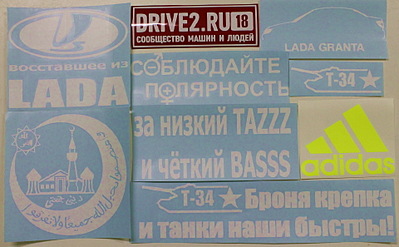 DRIVE2.RU 18
СООБЩЕСТВО МАШИН И ЛЮДЕЙ
LADA GRANTA
восставшее из
LADA
СОБЛЮДАЙТЕ
ПОЛЯРНОСТЬ
Т-34
за низкий TAZZZ
и чёткий BASSS
adidas
Т-34 Броня крепка
и танки наши быстры!